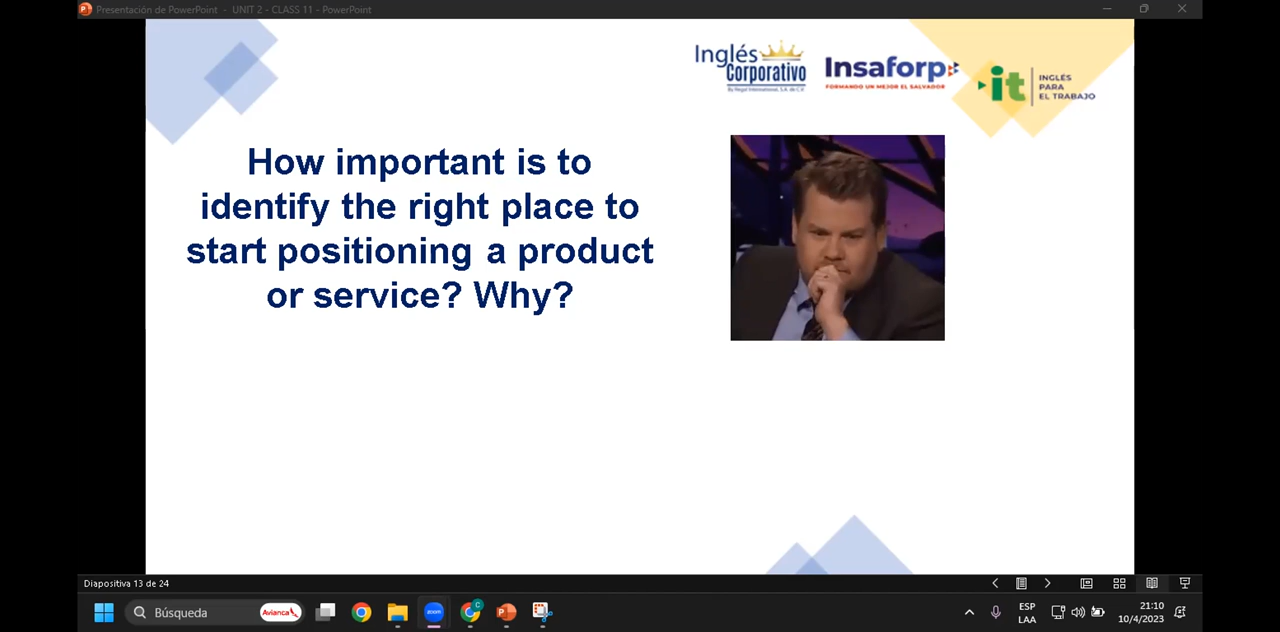 Presentación de PowerPoint - UNIT 2 - CLASS 11 - PowerPoint
Inglés
Corporativo
By Regal International, S.A. de C.V.
Insaforp
FORMANDO UN MEJOR EL SALVADOR
it
INGLÉS
PARA
EL TRABAJO
How important is to
identify the right place to
start positioning a product
or service? Why?
Diapositiva 13 de 24
Búsqueda
Avianca
zoom
C
ESP
LAA
21:10
10/4/2023